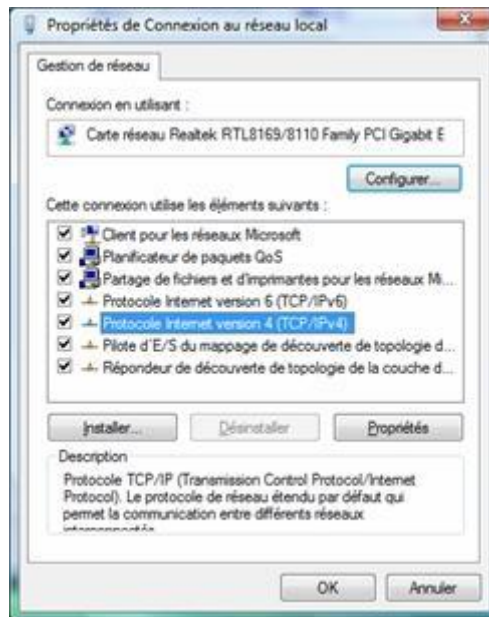 Propriétés de Connexion au réseau local
Gestion de réseau
Connexion en utilisant :
Carte réseau Realtek RTL8169/8110 Family PCI Gigabit E
Configurer...
Cette connexion utilise les éléments suivants :
Client pour les réseaux Microsoft
Planificateur de paquets QoS
Partage de fichiers et d'imprimantes pour les réseaux Mi...
Protocole Internet version 6 (TCP/IPv6)
Protocole Internet version 4 (TCP/IPv4)
Pilote d'E/S du mappage de découverte de topologie d...
Répondeur de découverte de topologie de la couche d...
Installer...
Désinstaller
Propriétés
Description
Protocole TCP/IP (Transmission Control Protocol/Internet
Protocol). Le protocole de réseau étendu par défaut qui
permet la communication entre différents réseaux
interconnectés.
OK
Annuler